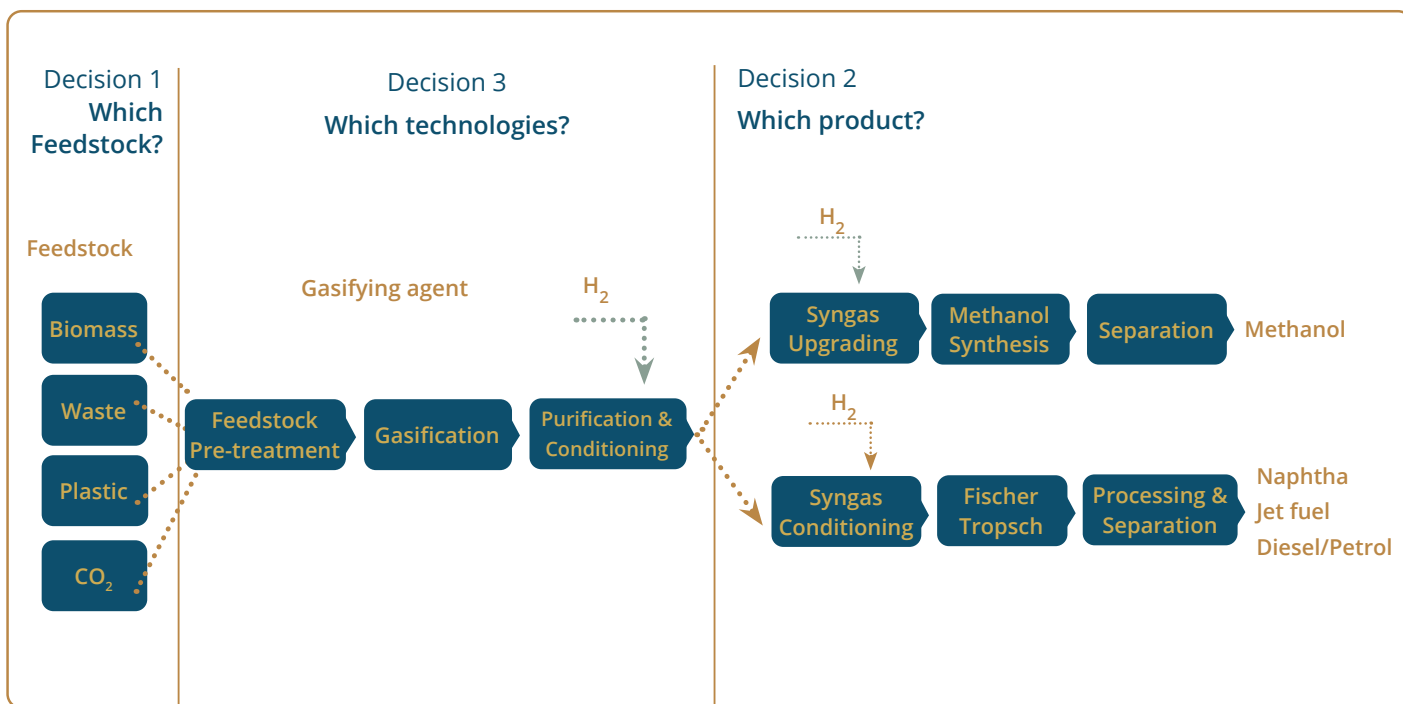 Decision 1
Which
Feedstock?
Decision 3
Which technologies?
Decision 2
Which product?
Feedstock
Biomass
Waste
Plastic
CO₂
Gasifying agent
H₂
Feedstock
Pre-treatment
Gasification
Purification &
Conditioning
H₂
Syngas
Upgrading
Methanol
Synthesis
Separation
Methanol
H₂
Syngas
Conditioning
Fischer
Tropsch
Processing &
Separation
Naphtha
Jet fuel
Diesel/Petrol